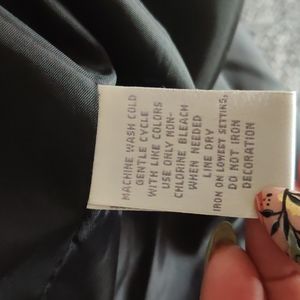 MACHINE WASH COLD
GENTLE CYCLE
WITH LIKE COLORS
USE ONLY NON-
CHLORINE BLEACH
WHEN NEEDED
LINE DRY
IRON ON LOWEST SETTING,
DO NOT IRON
DECORATION